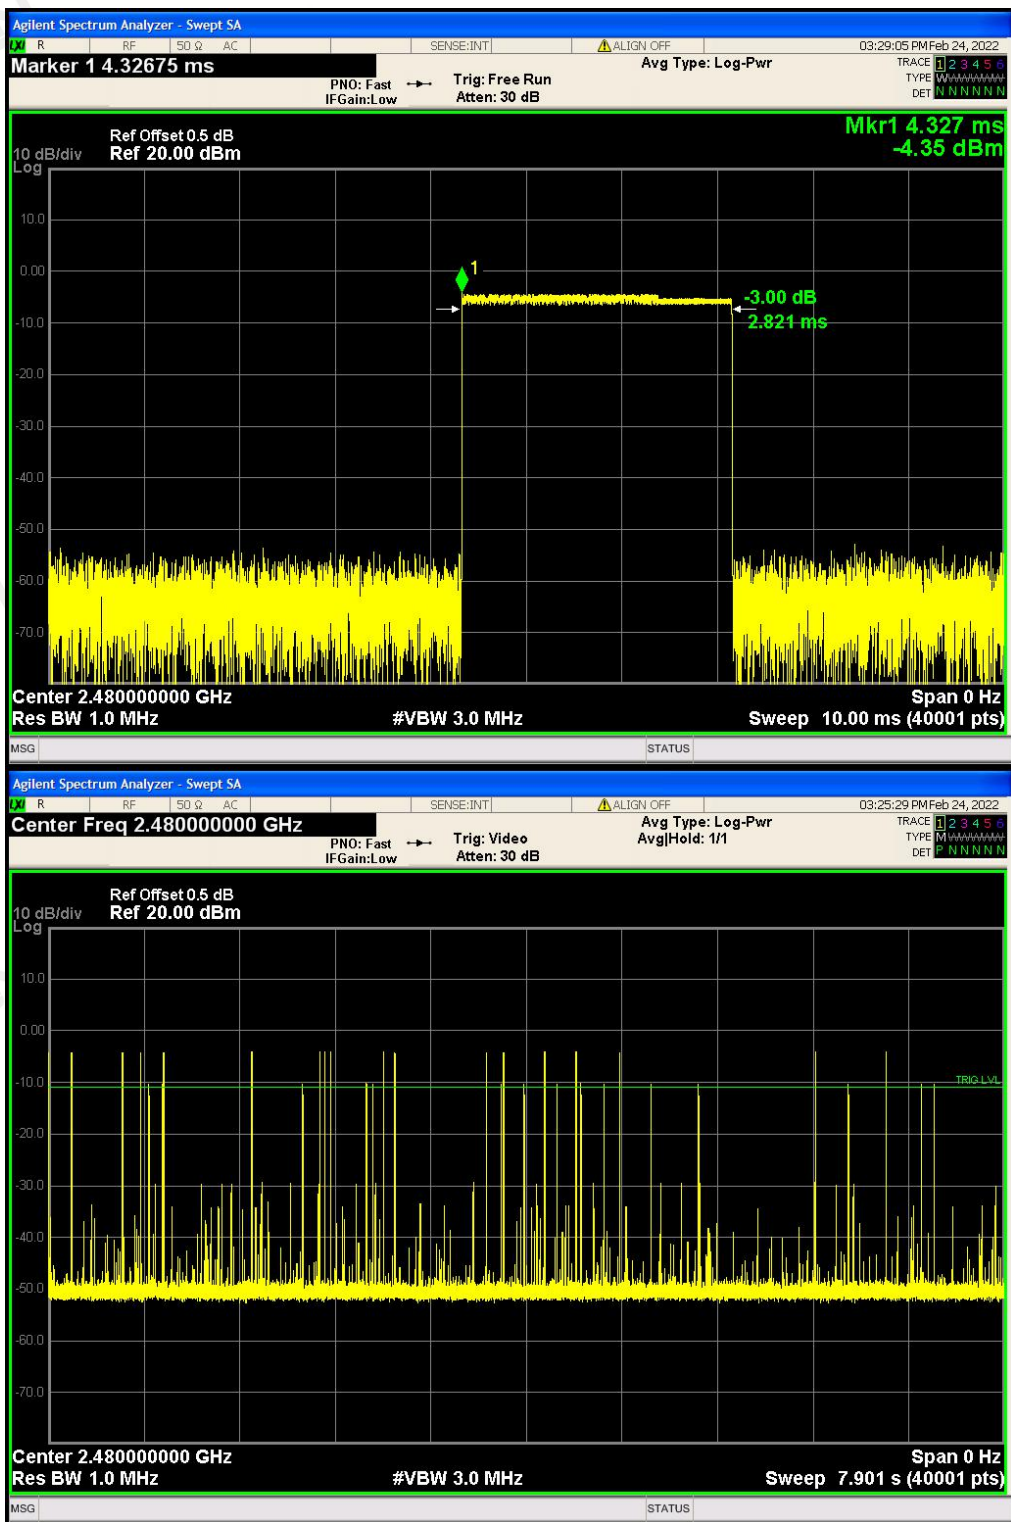 Agilent Spectrum Analyzer - Swept SA
LXI R RF 50 Ω AC SENSE:INT ALIGN OFF 03:29:05 PM Feb 24, 2022
Marker 1 4.32675 ms
PNO: Fast
IFGain:Low
Trig: Free Run
Atten: 30 dB
Avg Type: Log-Pwr
TRACE 1 2 3 4 5 6
TYPE WWWWWW
DET N N N N N N
Mkr1 4.327 ms
-4.35 dBm
Ref Offset 0.5 dB
10 dB/div Ref 20.00 dBm
Log
10.0
0.00
1
-3.00 dB
-10.0
2.821 ms
-20.0
-30.0
-40.0
-50.0
-60.0
-70.0
Center 2.480000000 GHz Span 0 Hz
Res BW 1.0 MHz #VBW 3.0 MHz Sweep 10.00 ms (40001 pts)
MSG STATUS
Agilent Spectrum Analyzer - Swept SA
LXI R RF 50 Ω AC SENSE:INT ALIGN OFF 03:25:29 PM Feb 24, 2022
Center Freq 2.480000000 GHz
PNO: Fast
IFGain:Low
Trig: Video
Atten: 30 dB
Avg Type: Log-Pwr
Avg|Hold: 1/1
TRACE 1 2 3 4 5 6
TYPE MWWWWW
DET P N N N N N
Ref Offset 0.5 dB
10 dB/div Ref 20.00 dBm
Log
10.0
0.00
-10.0
TRIG LVL
-20.0
-30.0
-40.0
-50.0
-60.0
-70.0
Center 2.480000000 GHz Span 0 Hz
Res BW 1.0 MHz #VBW 3.0 MHz Sweep 7.901 s (40001 pts)
MSG STATUS